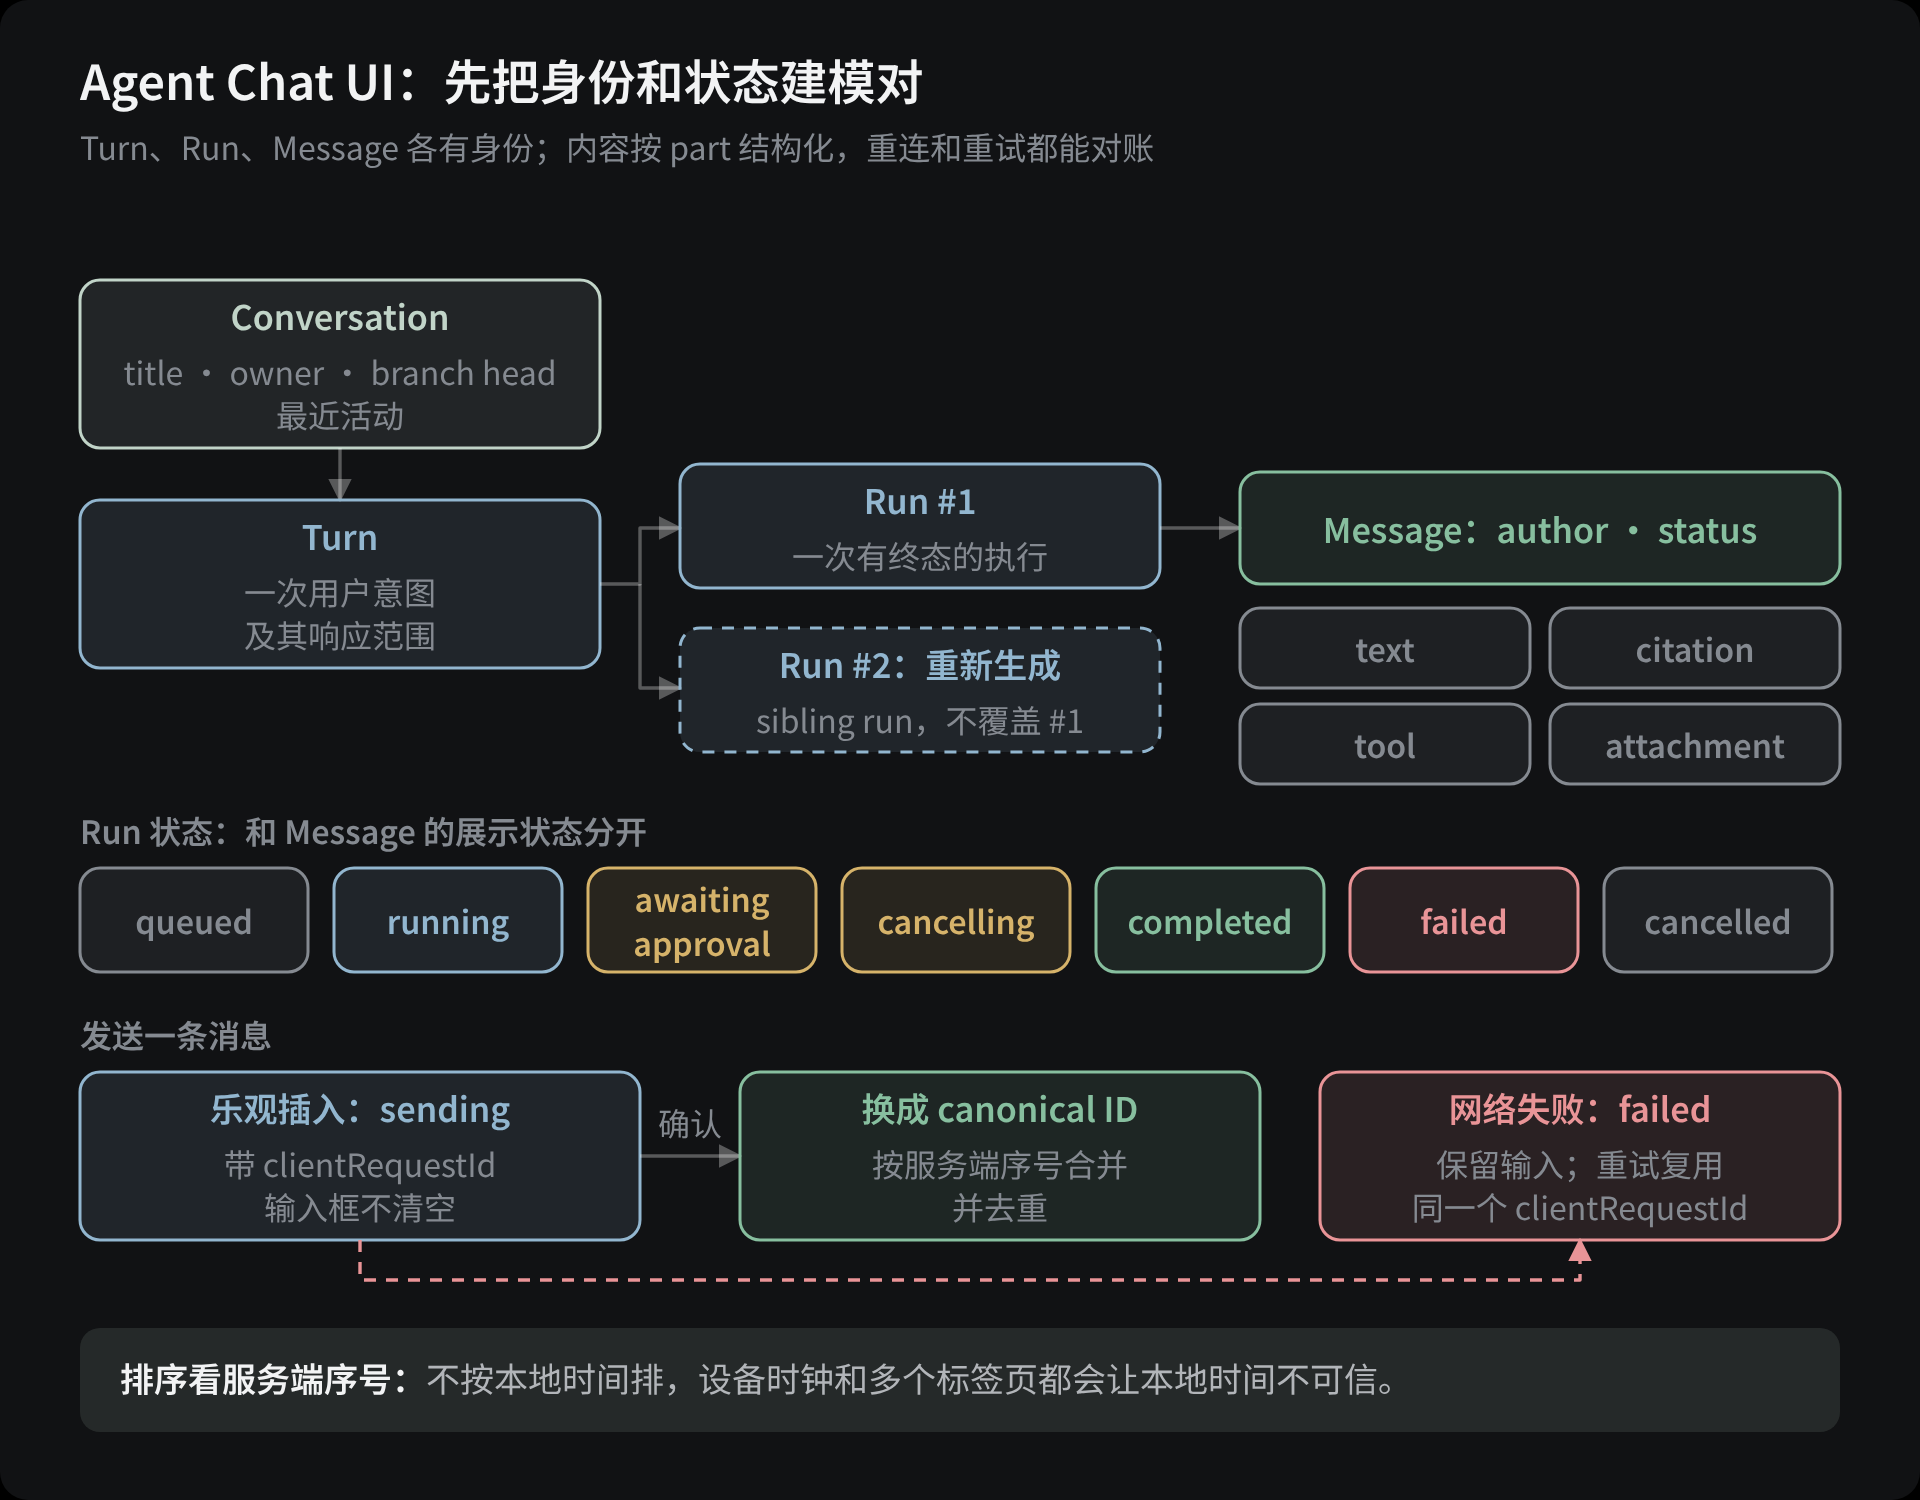 Agent Chat UI：先把身份和状态建模对
Turn、Run、Message 各有身份；内容按 part 结构化，重连和重试都能对账
Conversation
title · owner · branch head
最近活动
Turn
一次用户意图
及其响应范围
Run #1
一次有终态的执行
Run #2：重新生成
sibling run，不覆盖 #1
Message：author · status
text
citation
tool
attachment
Run 状态：和 Message 的展示状态分开
queued
running
awaiting
approval
cancelling
completed
failed
cancelled
发送一条消息
乐观插入：sending
带 clientRequestId
输入框不清空
确认
换成 canonical ID
按服务端序号合并
并去重
网络失败：failed
保留输入；重试复用
同一个 clientRequestId
排序看服务端序号：不按本地时间排，设备时钟和多个标签页都会让本地时间不可信。